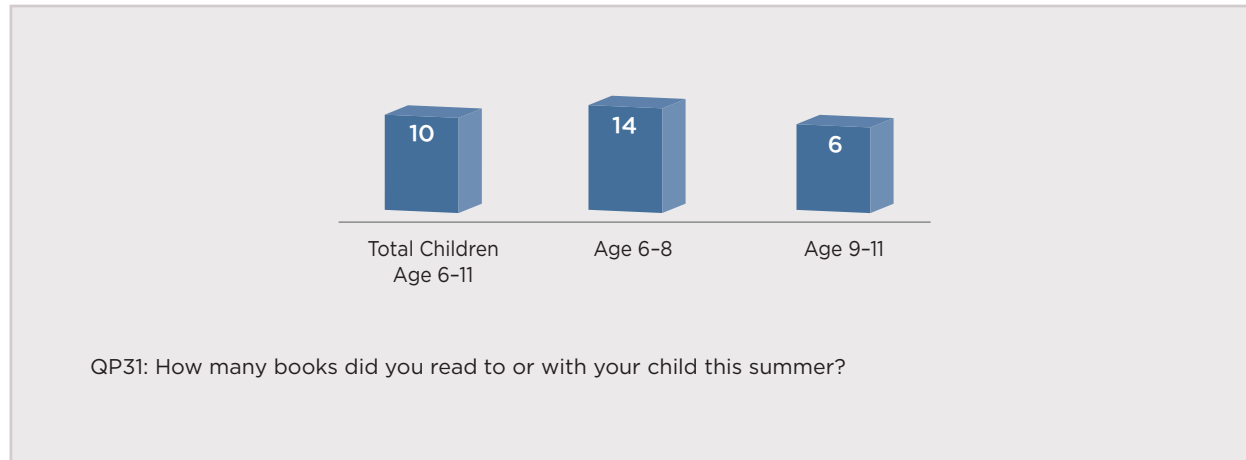 10
14
6
Total Children
Age 6–11
Age 6–8
Age 9–11
QP31: How many books did you read to or with your child this summer?